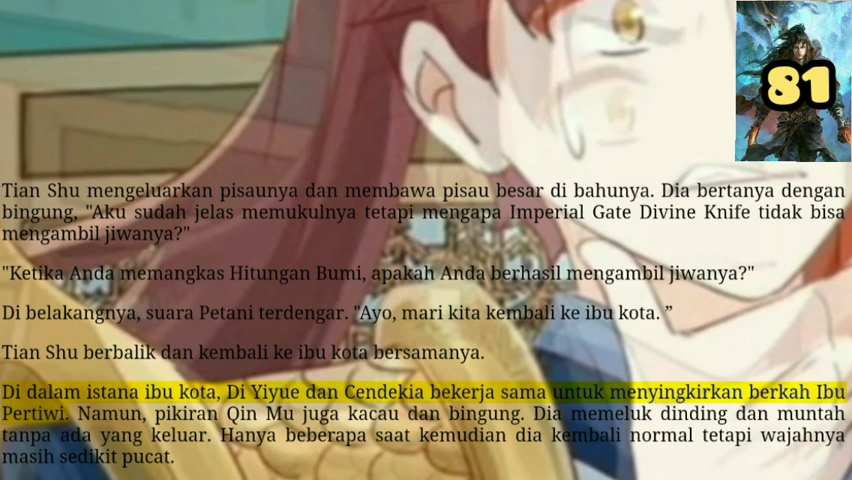 81
Tian Shu mengeluarkan pisaunya dan membawa pisau besar di bahunya. Dia bertanya dengan
bingung, "Aku sudah jelas memukulnya tetapi mengapa Imperial Gate Divine Knife tidak bisa
mengambil jiwanya?"
"Ketika Anda memangkas Hitungan Bumi, apakah Anda berhasil mengambil jiwanya?"
Di belakangnya, suara Petani terdengar. "Ayo, mari kita kembali ke ibu kota. ”
Tian Shu berbalik dan kembali ke ibu kota bersamanya.
Di dalam istana ibu kota, Di Yiyue dan Cendekia bekerja sama untuk menyingkirkan berkah Ibu
Pertiwi. Namun, pikiran Qin Mu juga kacau dan bingung. Dia memeluk dinding dan muntah
tanpa ada yang keluar. Hanya beberapa saat kemudian dia kembali normal tetapi wajahnya
masih sedikit pucat.